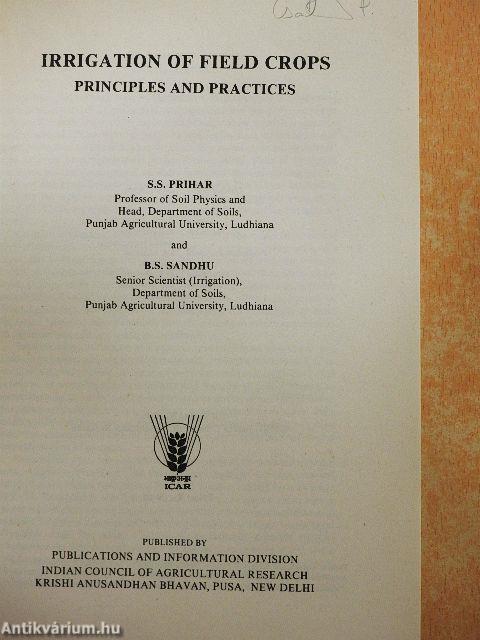 IRRIGATION OF FIELD CROPS
PRINCIPLES AND PRACTICES
S.S. PRIHAR
Professor of Soil Physics and
Head, Department of Soils,
Punjab Agricultural University, Ludhiana
and
B.S. SANDHU
Senior Scientist (Irrigation),
Department of Soils,
Punjab Agricultural University, Ludhiana
ICAR
PUBLISHED BY
PUBLICATIONS AND INFORMATION DIVISION
INDIAN COUNCIL OF AGRICULTURAL RESEARCH
KRISHI ANUSANDHAN BHAVAN, PUSA, NEW DELHI
Antikvárium.hu